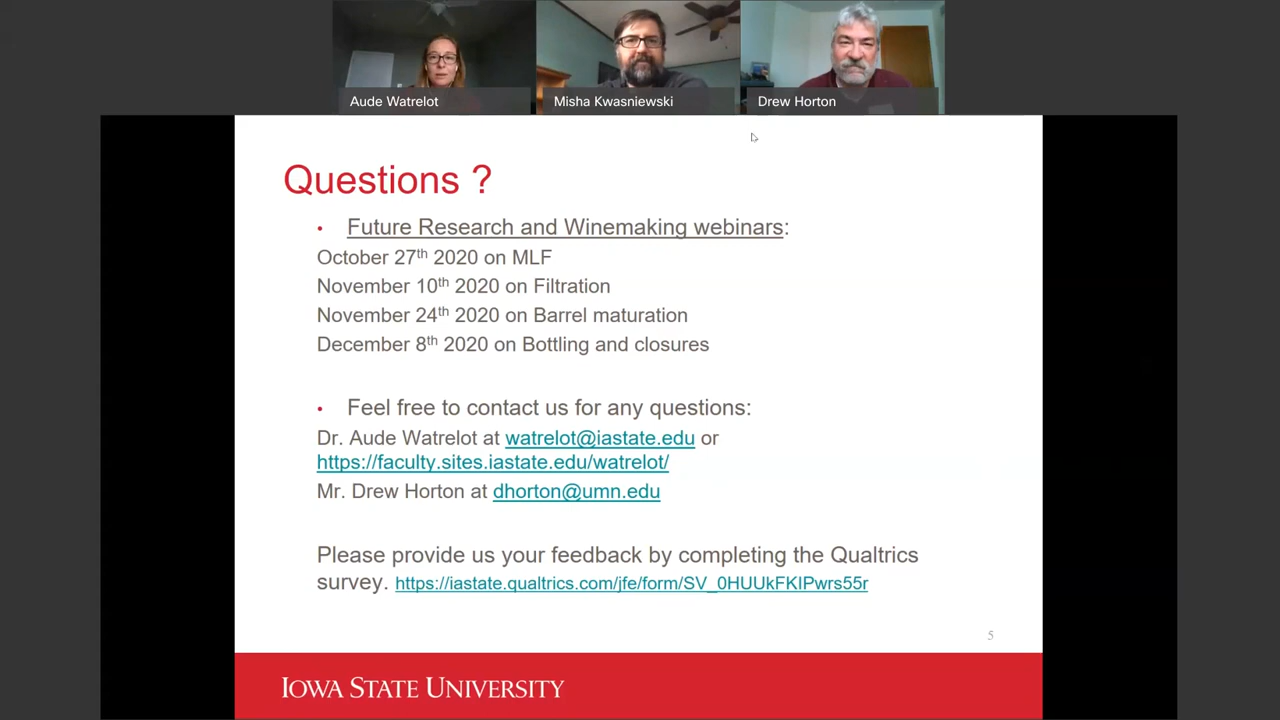 Aude Watrelot
Misha Kwasniewski
Drew Horton
Questions ?
• Future Research and Winemaking webinars:
October 27th 2020 on MLF
November 10th 2020 on Filtration
November 24th 2020 on Barrel maturation
December 8th 2020 on Bottling and closures
• Feel free to contact us for any questions:
Dr. Aude Watrelot at watrelot@iastate.edu or
https://faculty.sites.iastate.edu/watrelot/
Mr. Drew Horton at dhorton@umn.edu
Please provide us your feedback by completing the Qualtrics
survey. https://iastate.qualtrics.com/jfe/form/SV_0HUUkFKIPwrs55r
5
IOWA STATE UNIVERSITY